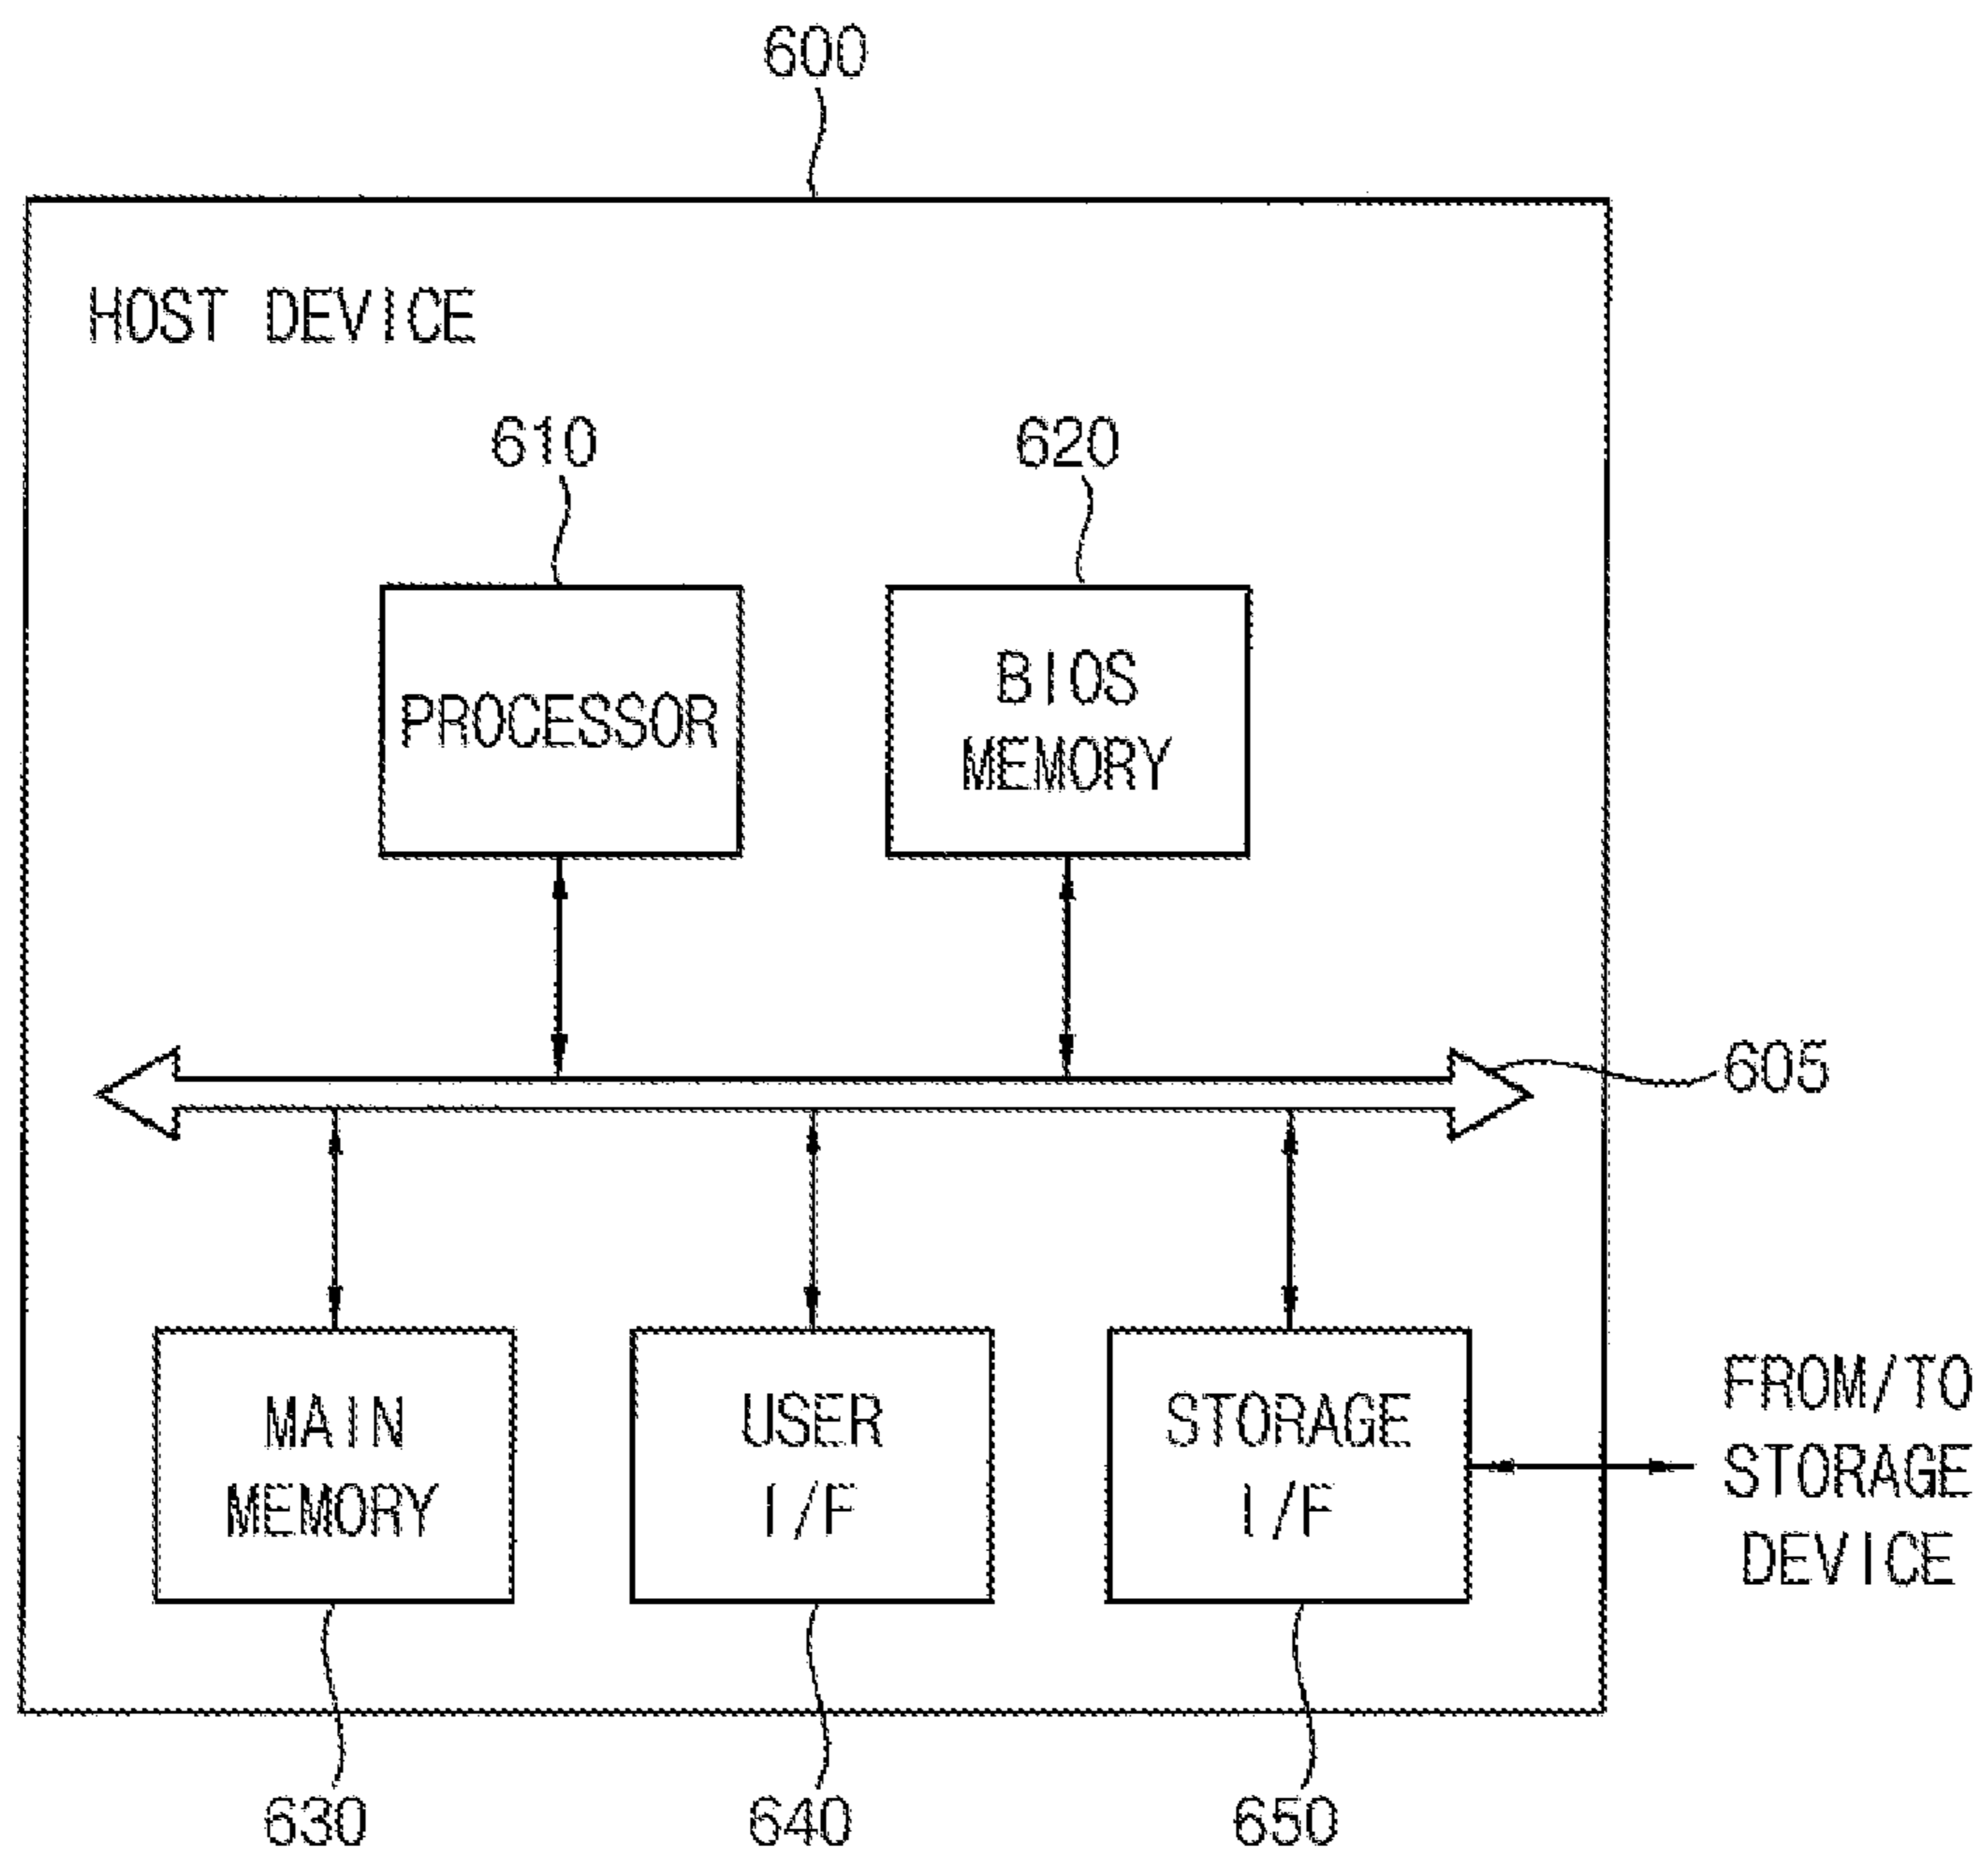 600
HOST DEVICE
610
620
PROCESSOR
BIOS
MEMORY
605
MAIN
MEMORY
USER
I/F
STORAGE
I/F
FROM/TO
STORAGE
DEVICE
630
640
650